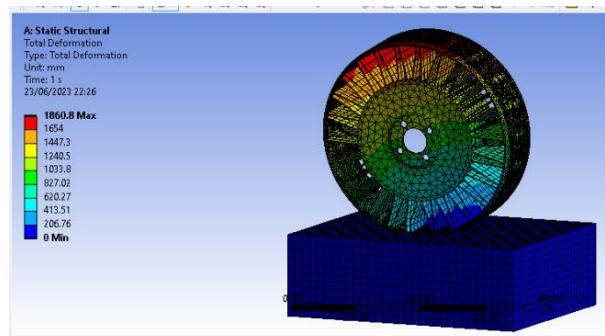 A: Static Structural
Total Deformation
Type: Total Deformation
Unit: mm
Time: 1 s
23/06/2023 22:26
1860.8 Max
1654
1447.3
1240.5
1033.8
827.02
620.27
413.51
206.76
0 Min